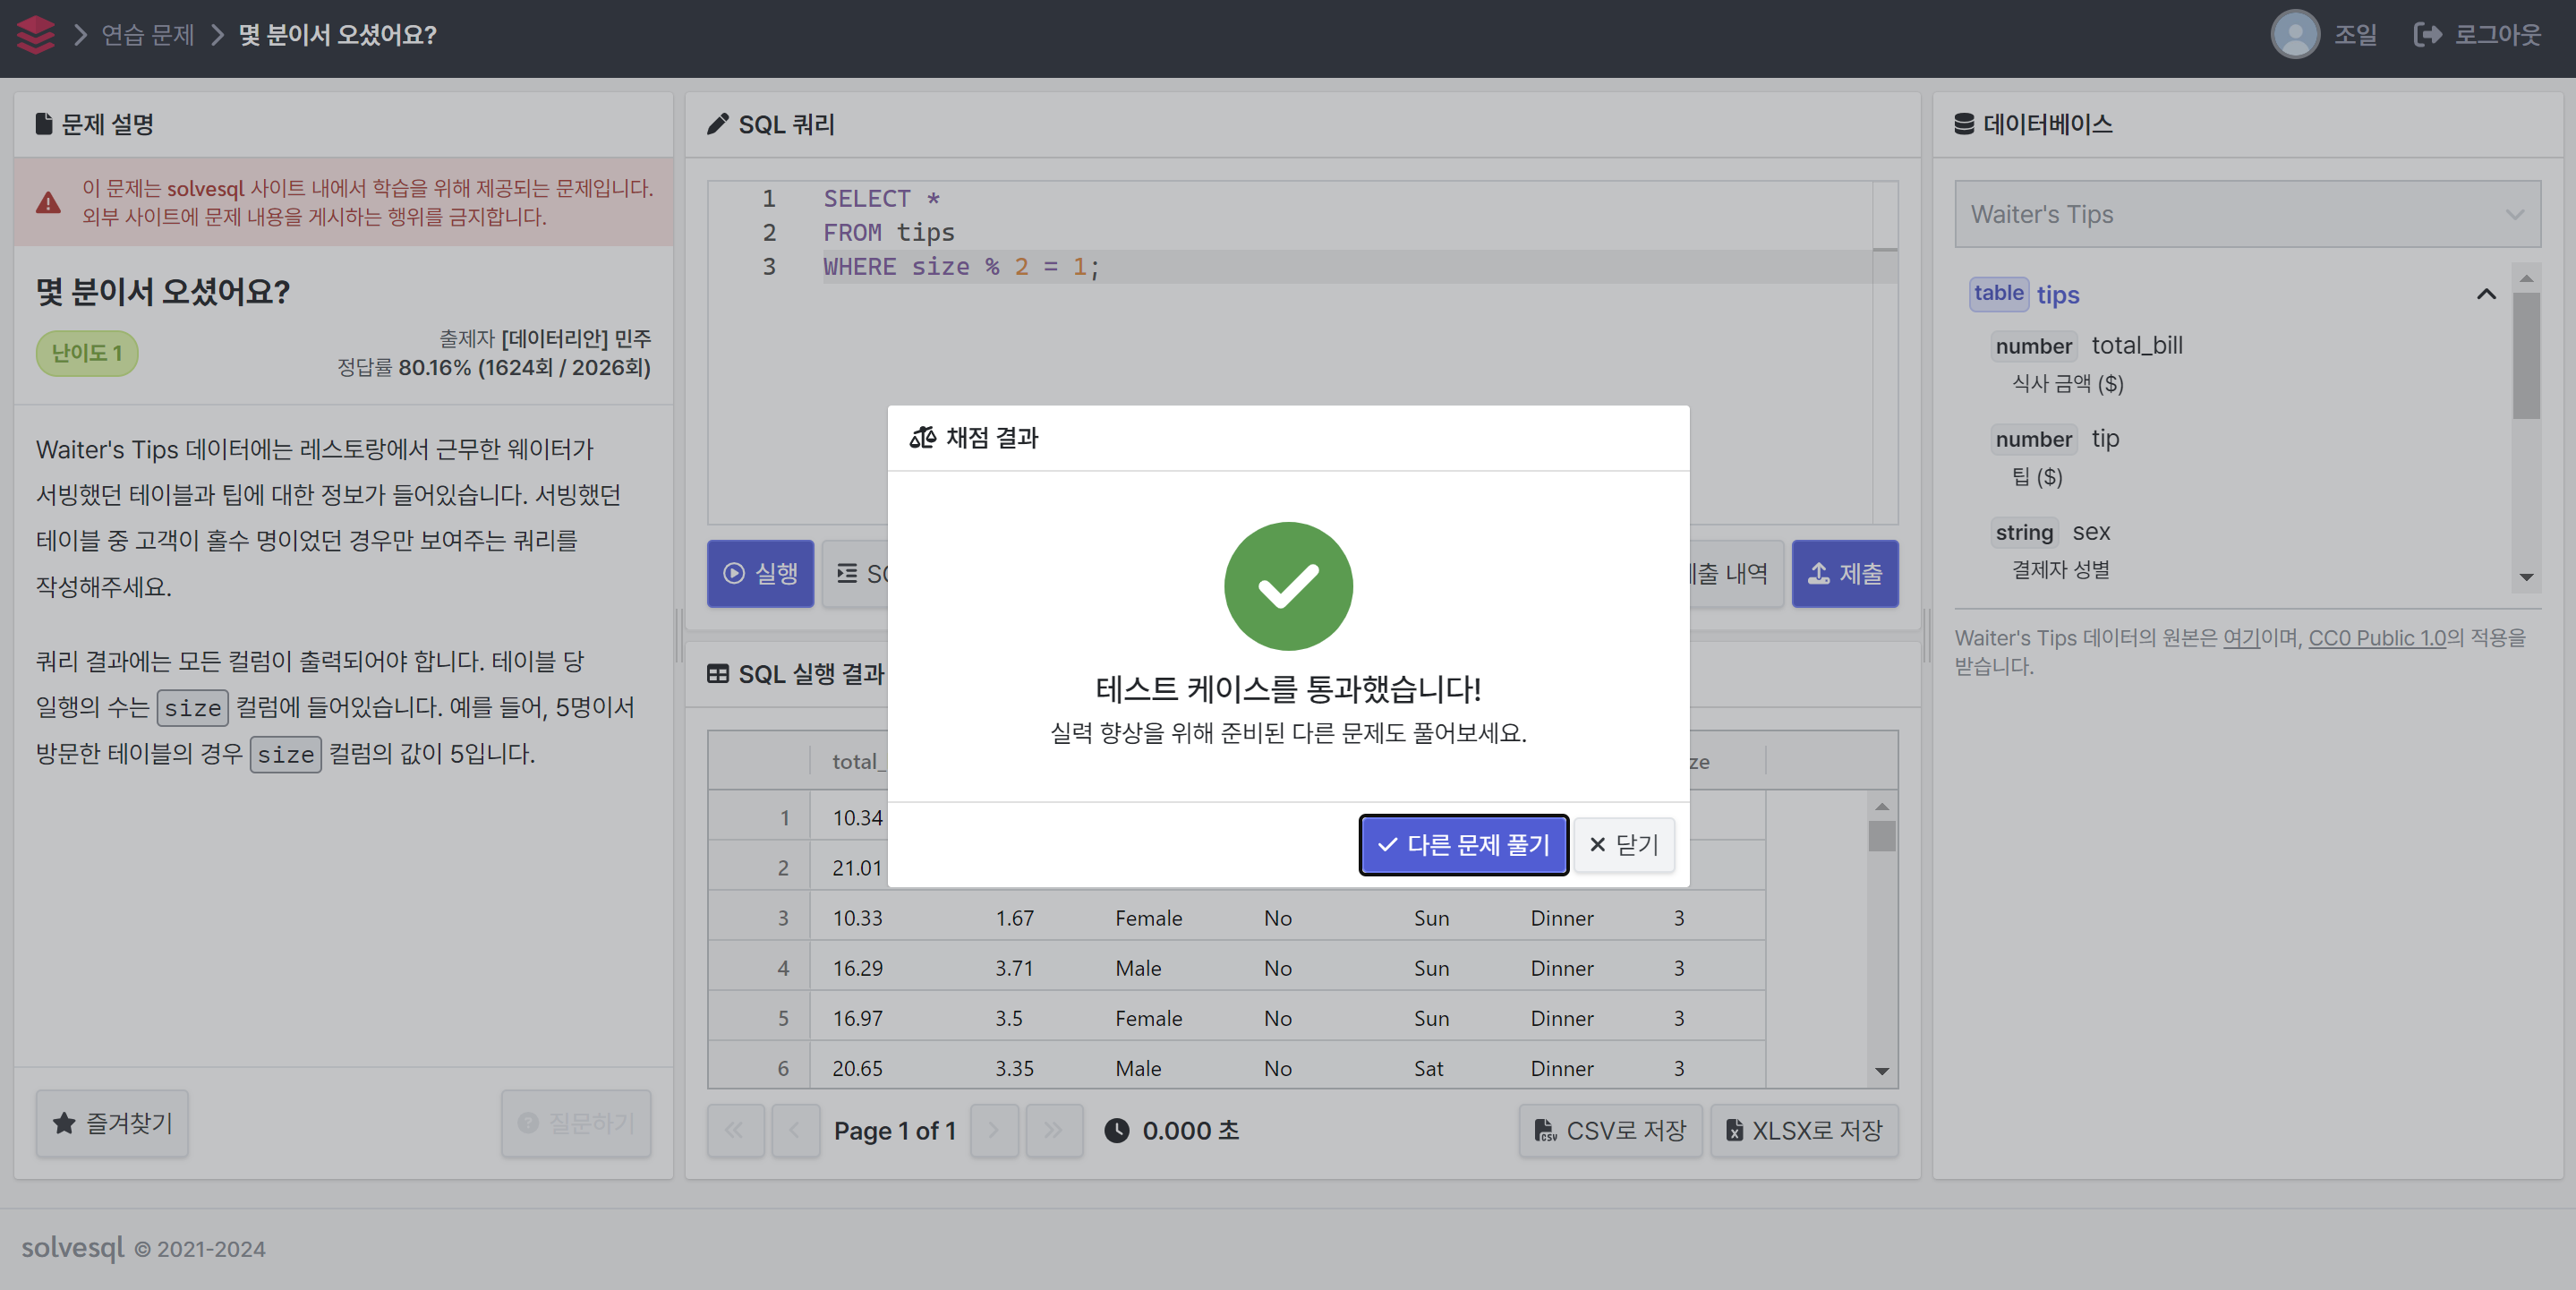 연습 문제 몇 분이서 오셨어요? 조일 로그아웃
문제 설명
이 문제는 solvesql 사이트 내에서 학습을 위해 제공되는 문제입니다.
외부 사이트에 문제 내용을 게시하는 행위를 금지합니다.
몇 분이서 오셨어요?
난이도 1
출제자 [데이터리안] 민주
정답률 80.16% (1624회 / 2026회)
Waiter's Tips 데이터에는 레스토랑에서 근무한 웨이터가
서빙했던 테이블과 팁에 대한 정보가 들어있습니다. 서빙했던
테이블 중 고객이 홀수 명이었던 경우만 보여주는 쿼리를
작성해주세요.
쿼리 결과에는 모든 컬럼이 출력되어야 합니다. 테이블 당
일행의 수는 size 컬럼에 들어있습니다. 예를 들어, 5명이서
방문한 테이블의 경우 size 컬럼의 값이 5입니다.
즐겨찾기 질문하기
SQL 쿼리
1 SELECT *
2 FROM tips
3 WHERE size % 2 = 1;
실행 제출
내역
채점 결과
테스트 케이스를 통과했습니다!
실력 향상을 위해 준비된 다른 문제도 풀어보세요.
다른 문제 풀기 닫기
SQL 실행 결과
total_
1 10.34
2 21.01
3 10.33 1.67 Female No Sun Dinner 3
4 16.29 3.71 Male No Sun Dinner 3
5 16.97 3.5 Female No Sun Dinner 3
6 20.65 3.35 Male No Sat Dinner 3
Page 1 of 1 0.000 초 CSV로 저장 XLSX로 저장
데이터베이스
Waiter's Tips
table tips
number total_bill
식사 금액 ($)
number tip
팁 ($)
string sex
결제자 성별
Waiter's Tips 데이터의 원본은 여기이며, CC0 Public 1.0의 적용을
받습니다.
solvesql © 2021-2024